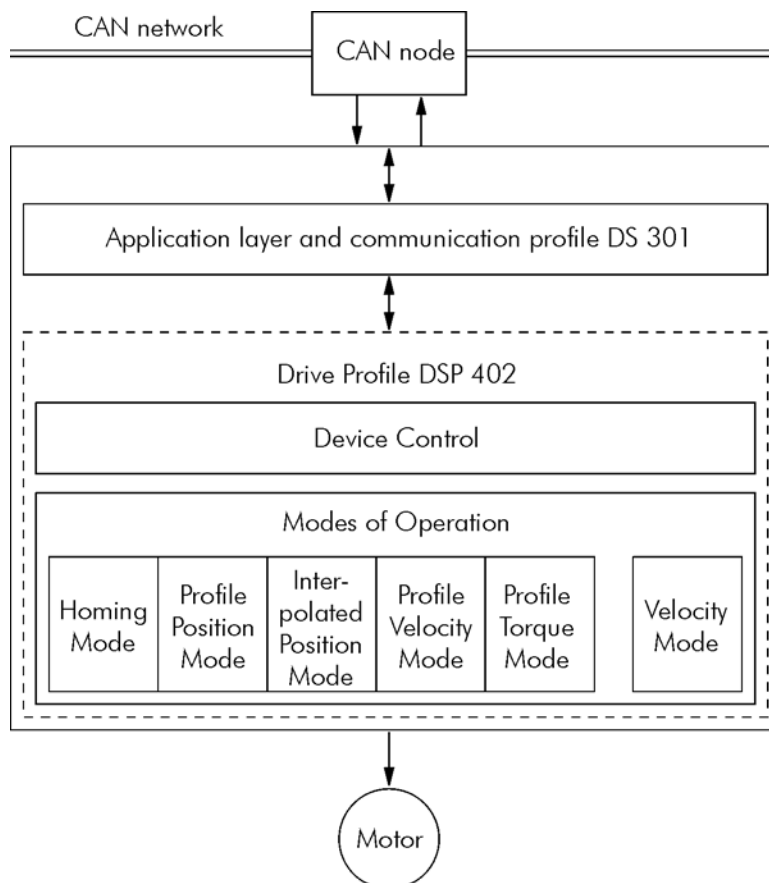 CAN network
CAN node
Application layer and communication profile DS 301
Drive Profile DSP 402
Device Control
Modes of Operation
Homing
Mode
Profile
Position
Mode
Inter-
polated
Position
Mode
Profile
Velocity
Mode
Profile
Torque
Mode
Velocity
Mode
Motor